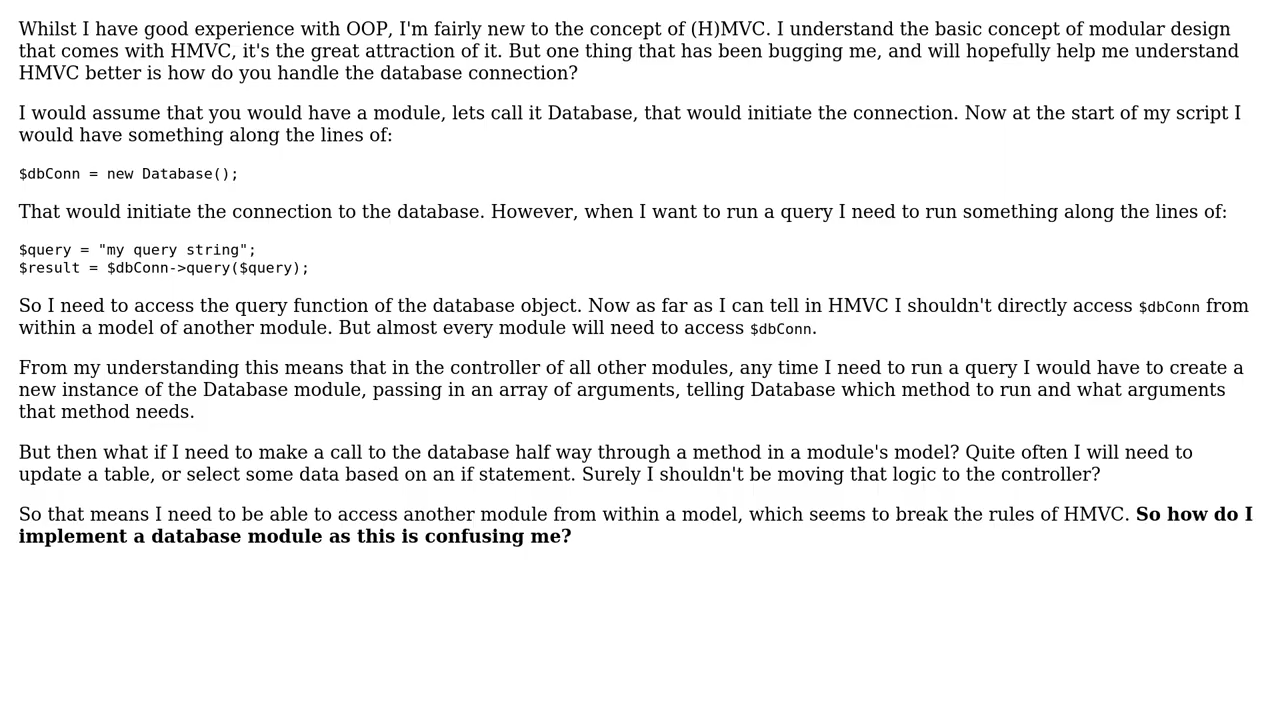 Whilst I have good experience with OOP, I'm fairly new to the concept of (H)MVC. I understand the basic concept of modular design
that comes with HMVC, it's the great attraction of it. But one thing that has been bugging me, and will hopefully help me understand
HMVC better is how do you handle the database connection?
I would assume that you would have a module, lets call it Database, that would initiate the connection. Now at the start of my script I
would have something along the lines of:
$dbConn = new Database();
That would initiate the connection to the database. However, when I want to run a query I need to run something along the lines of:
$query = "my query string";
$result = $dbConn->query($query);
So I need to access the query function of the database object. Now as far as I can tell in HMVC I shouldn't directly access $dbConn from
within a model of another module. But almost every module will need to access $dbConn.
From my understanding this means that in the controller of all other modules, any time I need to run a query I would have to create a
new instance of the Database module, passing in an array of arguments, telling Database which method to run and what arguments
that method needs.
But then what if I need to make a call to the database half way through a method in a module's model? Quite often I will need to
update a table, or select some data based on an if statement. Surely I shouldn't be moving that logic to the controller?
So that means I need to be able to access another module from within a model, which seems to break the rules of HMVC. So how do I
implement a database module as this is confusing me?